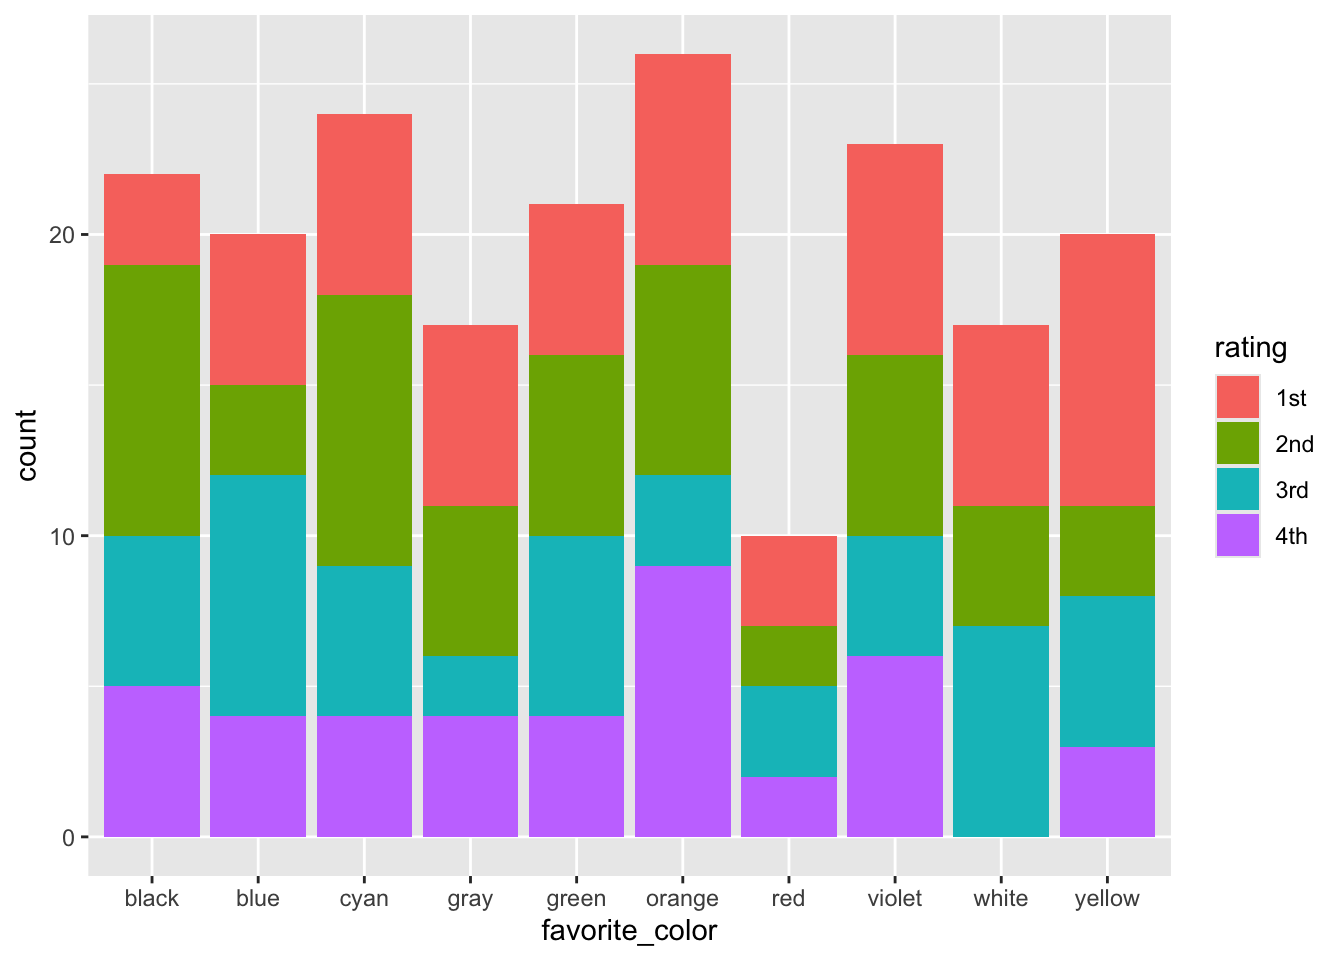 20
10
0
count
black blue cyan gray green orange red violet white yellow
favorite_color
rating
1st
2nd
3rd
4th